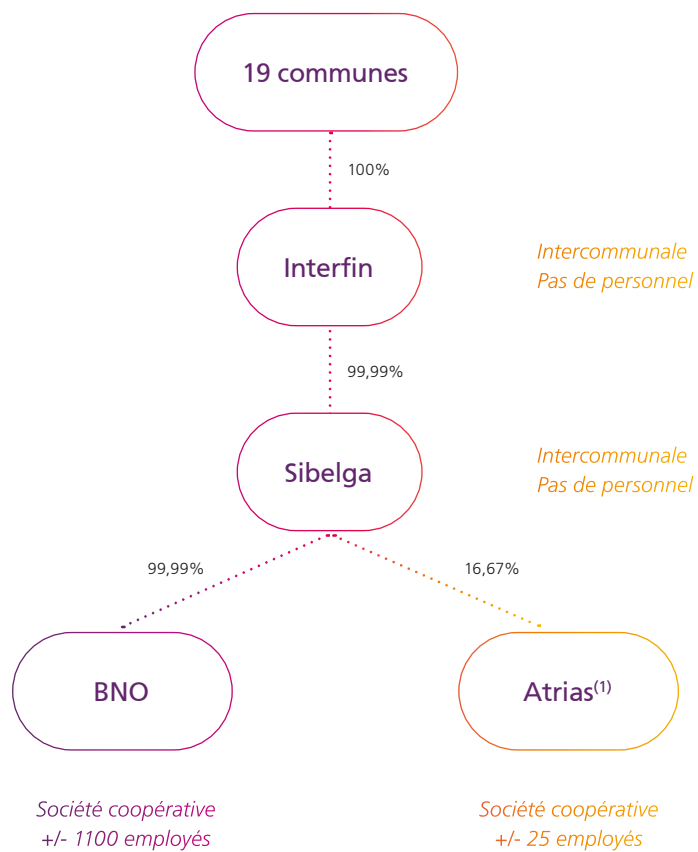 19 communes
100%
Interfin
Intercommunale
Pas de personnel
99,99%
Sibelga
Intercommunale
Pas de personnel
99,99%
16,67%
BNO
Atrias(1)
Société coopérative
+/- 1100 employés
Société coopérative
+/- 25 employés